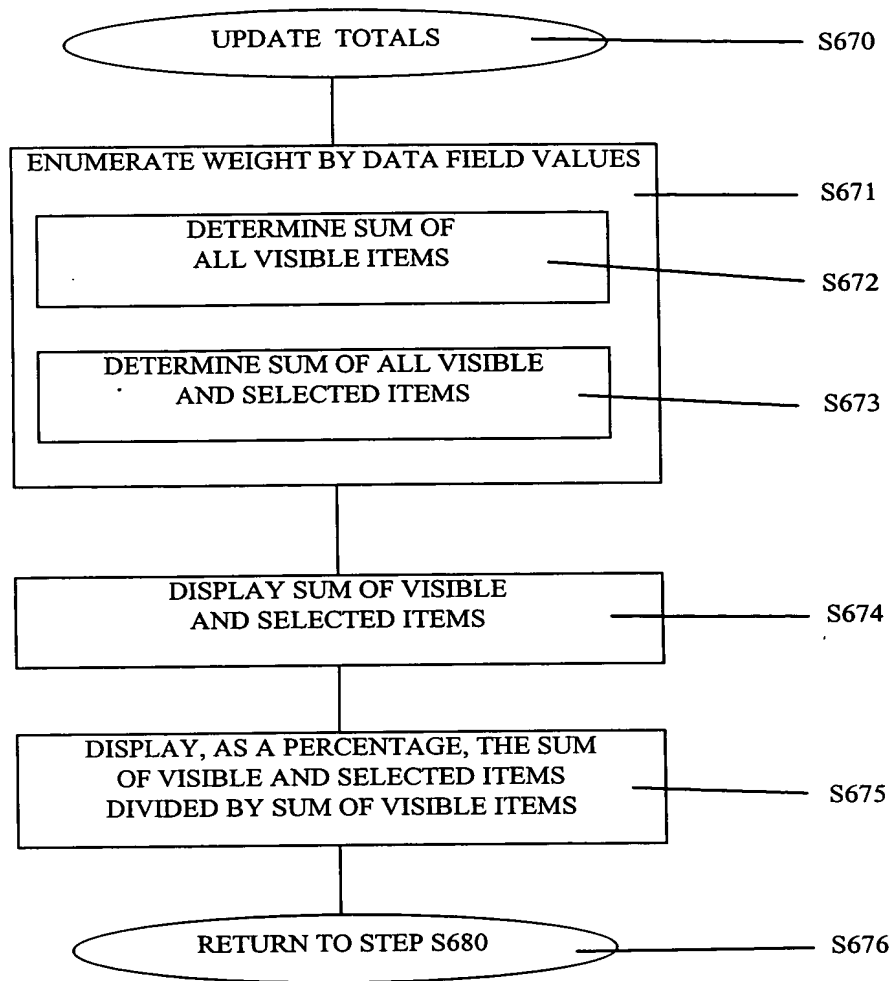 UPDATE TOTALS
S670
ENUMERATE WEIGHT BY DATA FIELD VALUES
S671
DETERMINE SUM OF
ALL VISIBLE ITEMS
S672
DETERMINE SUM OF ALL VISIBLE
AND SELECTED ITEMS
S673
DISPLAY SUM OF VISIBLE
AND SELECTED ITEMS
S674
DISPLAY, AS A PERCENTAGE, THE SUM
OF VISIBLE AND SELECTED ITEMS
DIVIDED BY SUM OF VISIBLE ITEMS
S675
RETURN TO STEP S680
S676